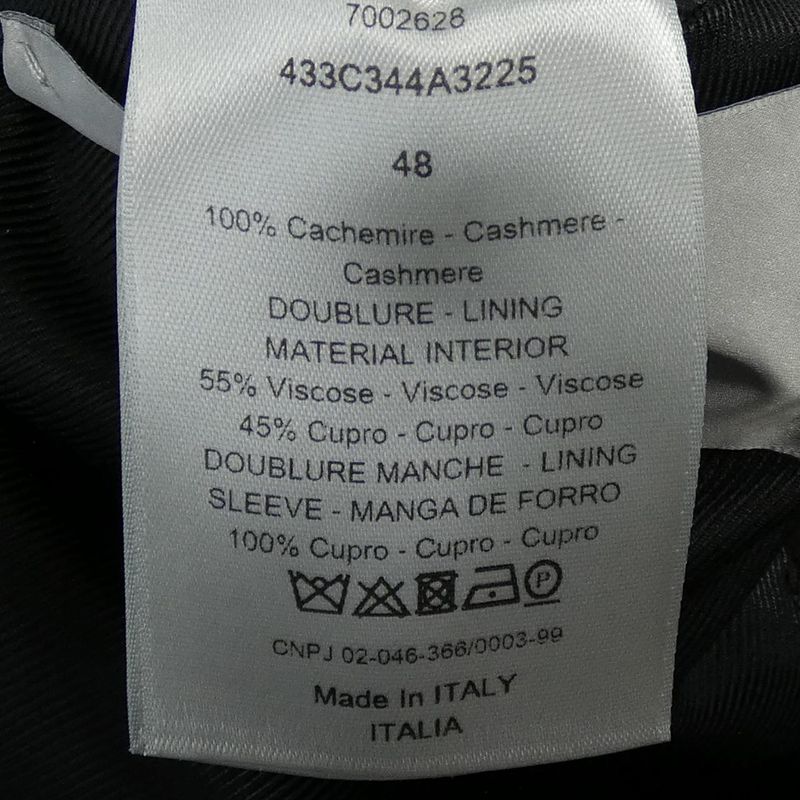 7002628
433C344A3225
48
100% Cachemire - Cashmere -
Cashmere
DOUBLURE - LINING
MATERIAL INTERIOR
55% Viscose - Viscose - Viscose
45% Cupro - Cupro - Cupro
DOUBLURE MANCHE - LINING
SLEEVE - MANGA DE FORRO
100% Cupro - Cupro - Cupro
P
CNPJ 02-046-366/0003-99
Made In ITALY
ITALIA